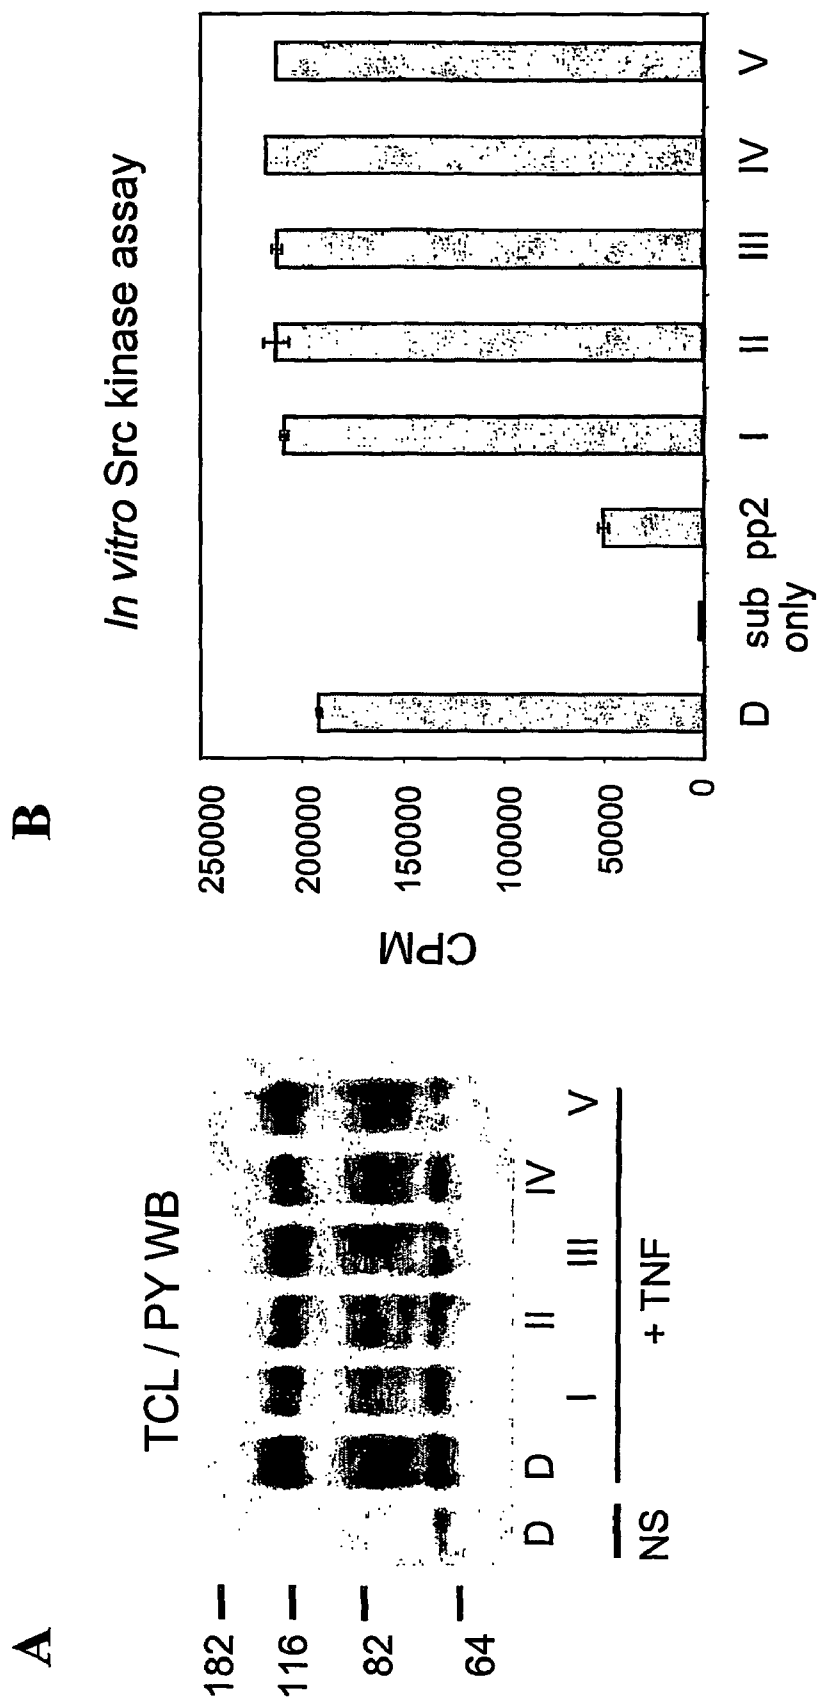 A
TCL / PY WB
182
116
82
64
D D I II III IV V
NS + TNF
B
In vitro Src kinase assay
CPM
250000
200000
150000
100000
50000
0
D sub only pp2 I II III IV V